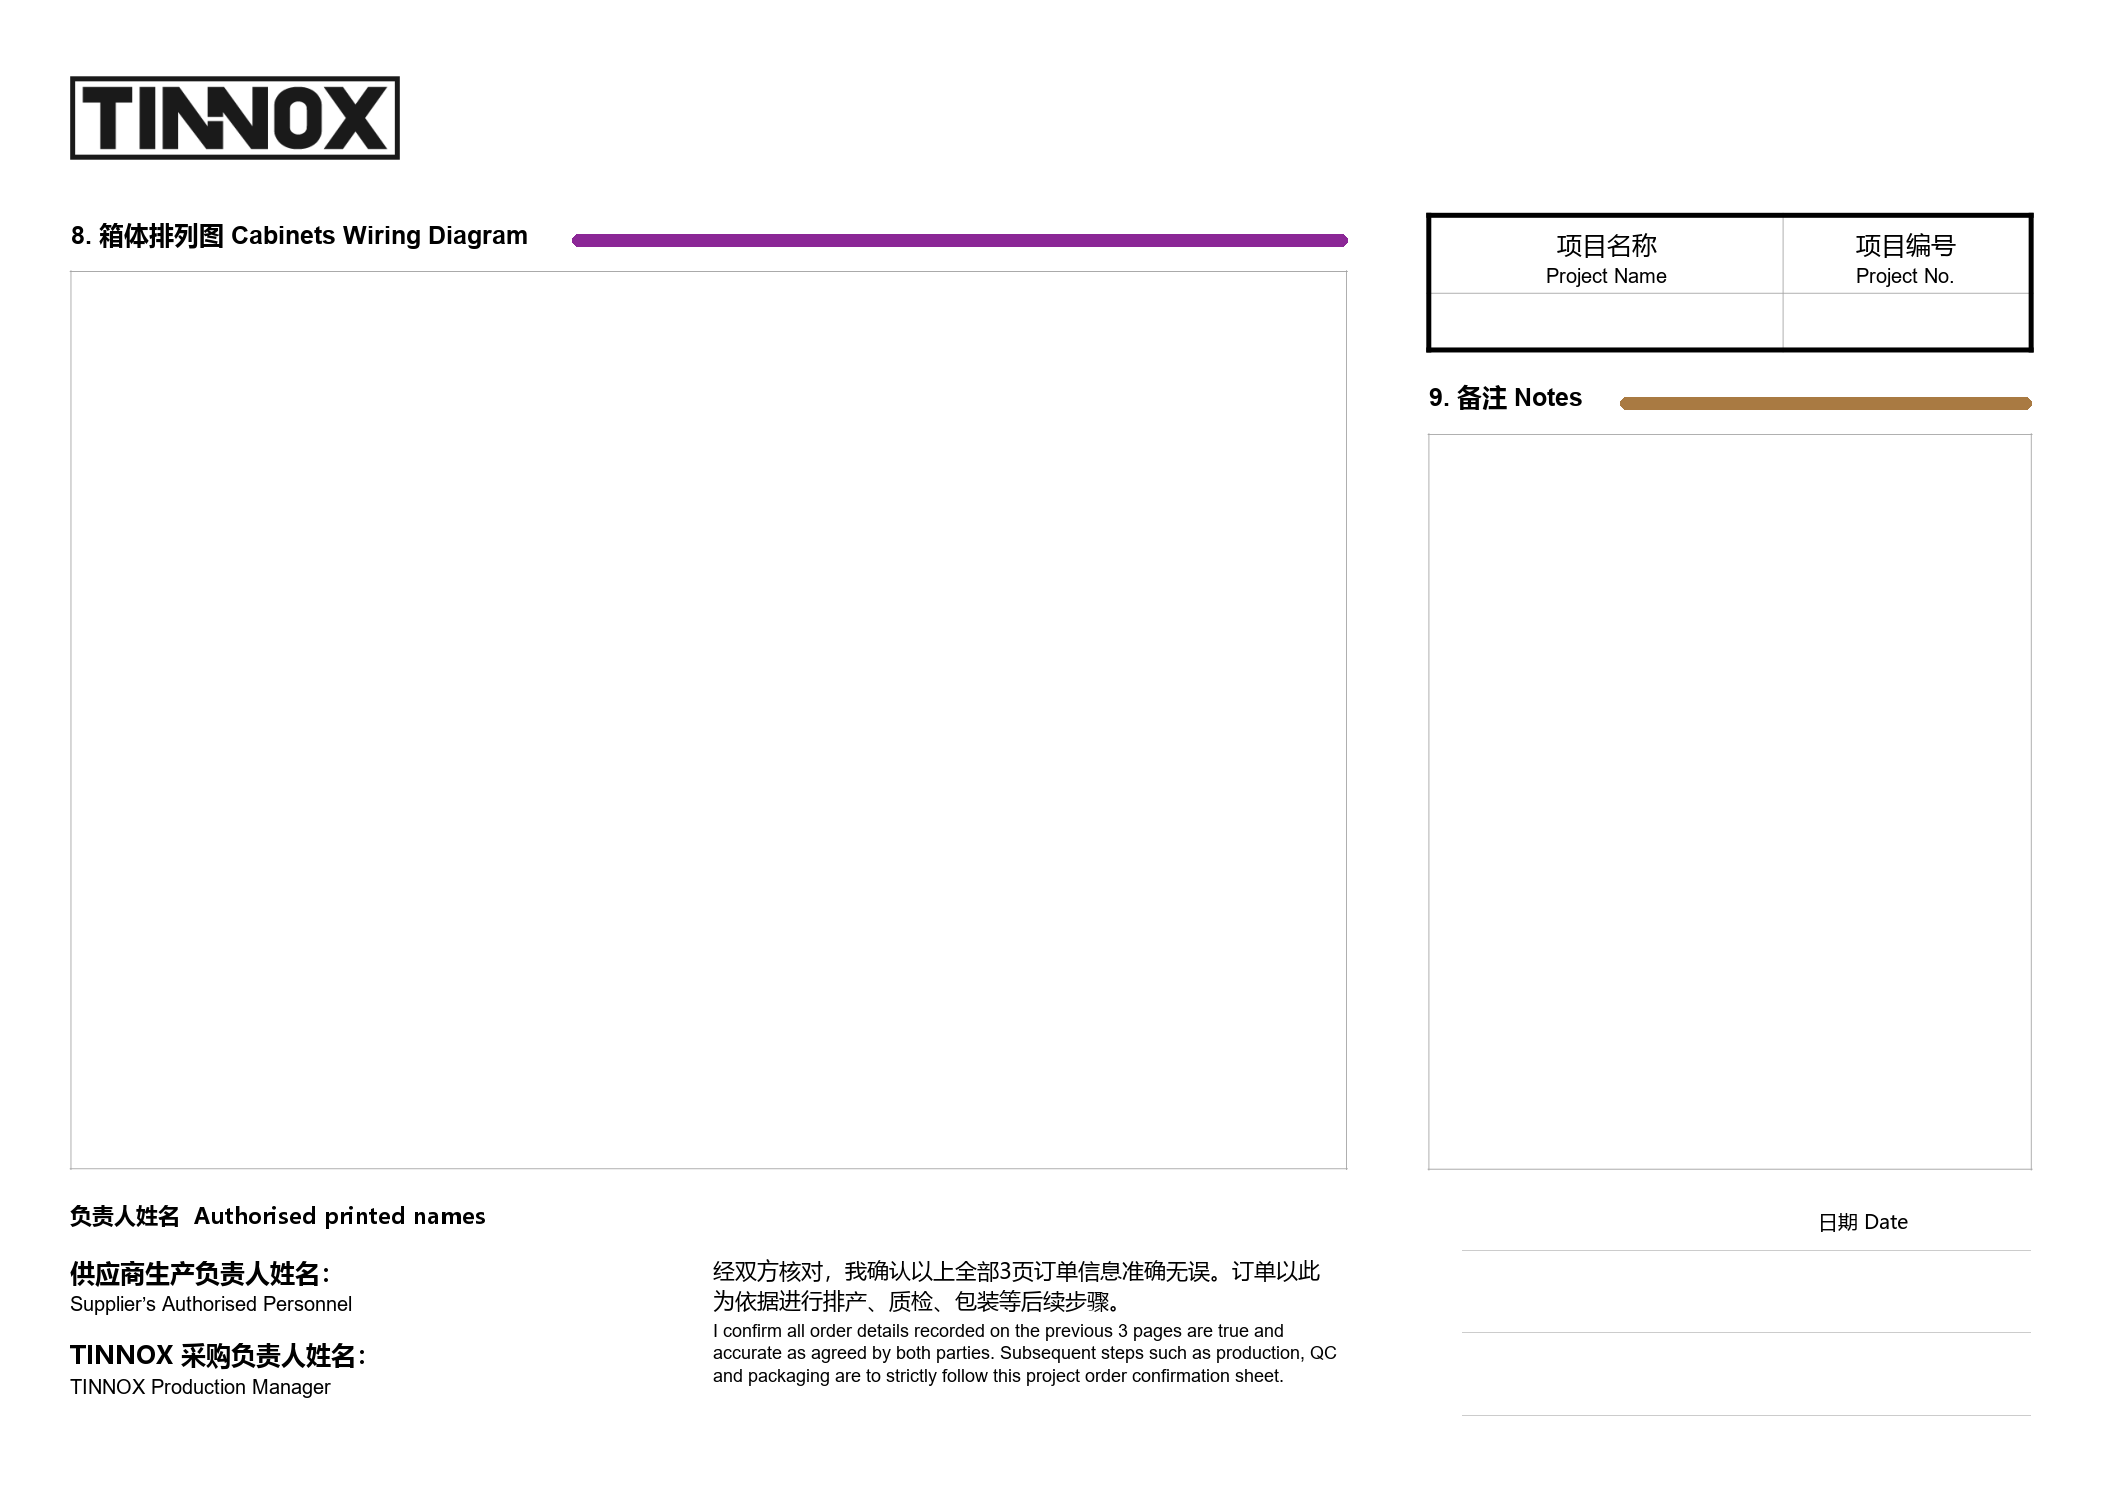 TINNOX
8. 箱体排列图 Cabinets Wiring Diagram
项目名称
Project Name
项目编号
Project No.
9. 备注 Notes
负责人姓名 Authorised printed names
供应商生产负责人姓名：
Supplier’s Authorised Personnel
TINNOX 采购负责人姓名：
TINNOX Production Manager
经双方核对，我确认以上全部3页订单信息准确无误。订单以此
为依据进行排产、质检、包装等后续步骤。
I confirm all order details recorded on the previous 3 pages are true and
accurate as agreed by both parties. Subsequent steps such as production, QC
and packaging are to strictly follow this project order confirmation sheet.
日期 Date